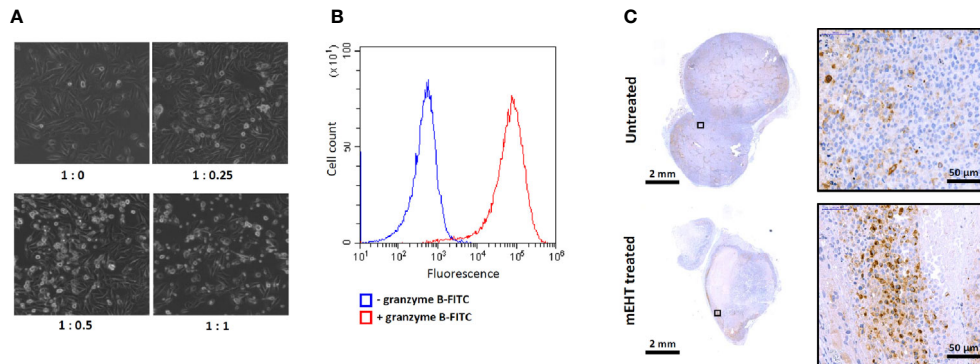 A
1 : 0
1 : 0.25
1 : 0.5
1 : 1
B
(x 10¹)
100
50
0
Cell count
10¹ 10² 10³ 10⁴ 10⁵ 10⁶
Fluorescence
- granzyme B-FITC
+ granzyme B-FITC
C
Untreated
2 mm
50 µm
mEHT treated
2 mm
50 µm